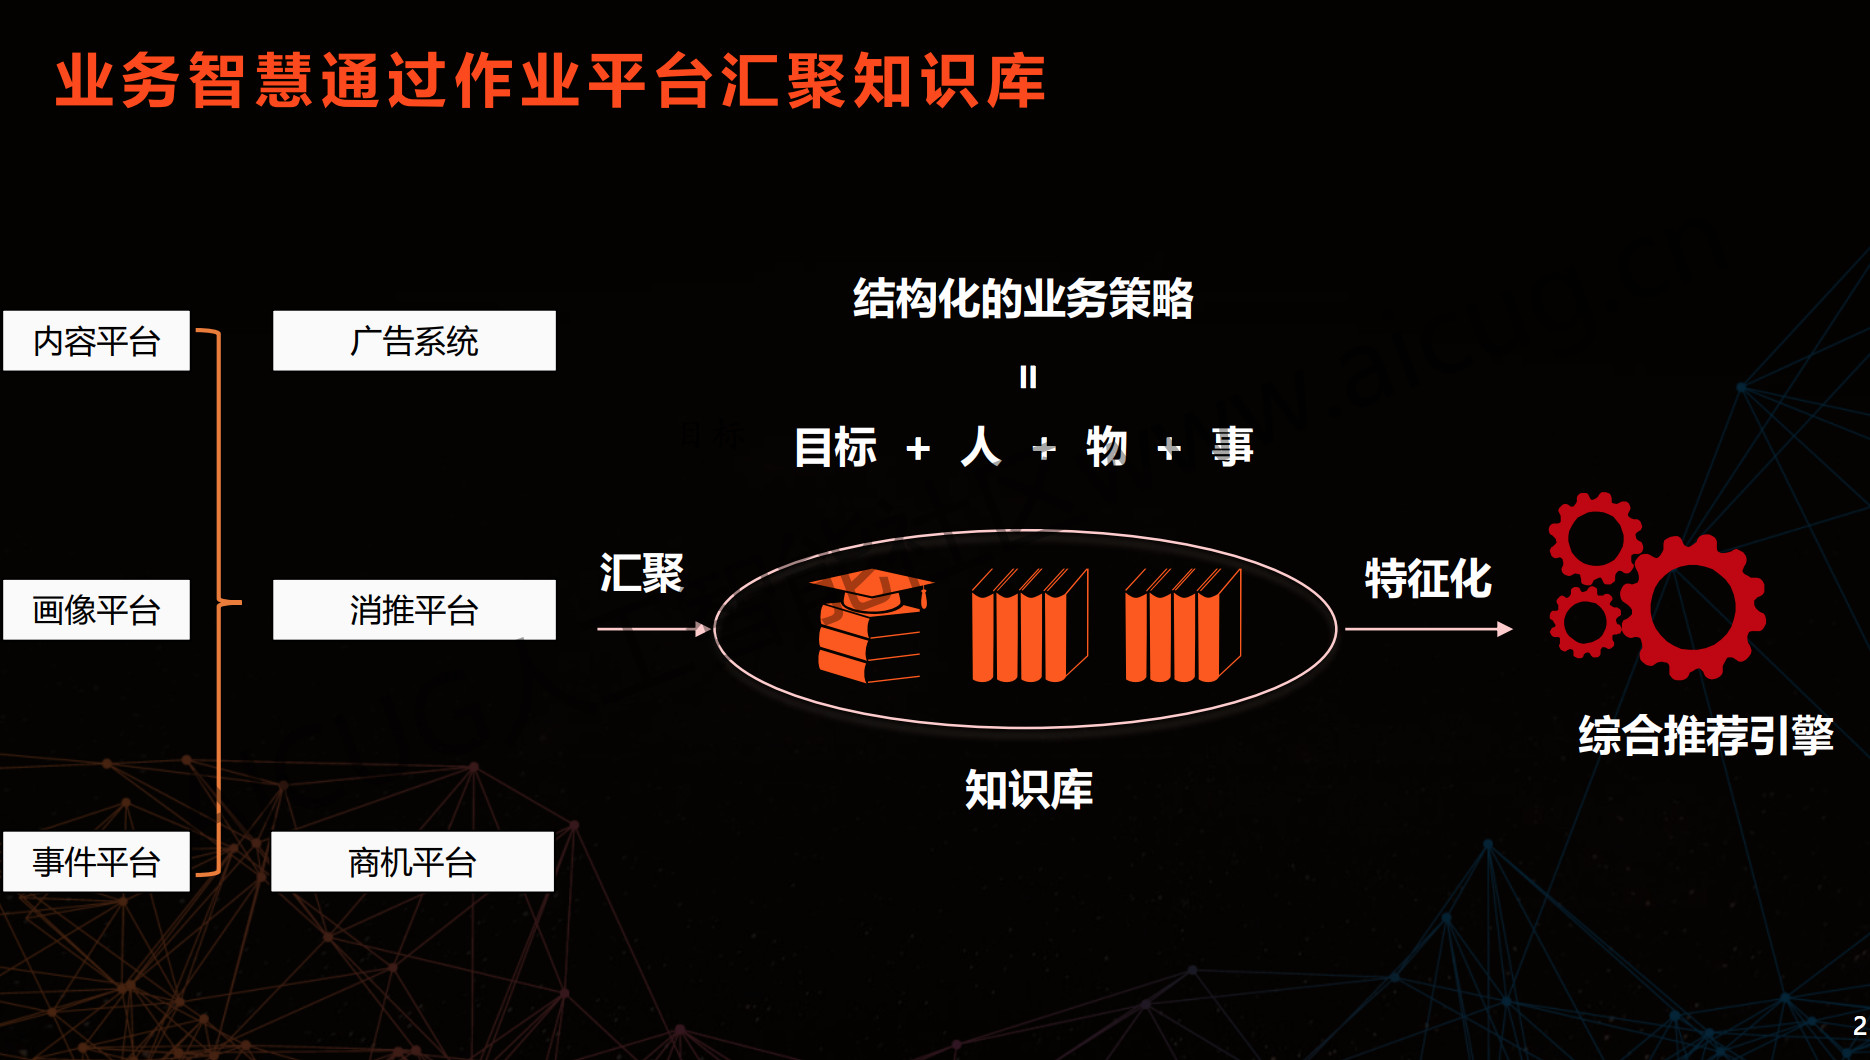 业务智慧通过作业平台汇聚知识库
内容平台
广告系统
画像平台
消推平台
事件平台
商机平台
汇聚
结构化的业务策略
=
目标 + 人 + 物 + 事
知识库
特征化
综合推荐引擎
www.aicug.cn
2